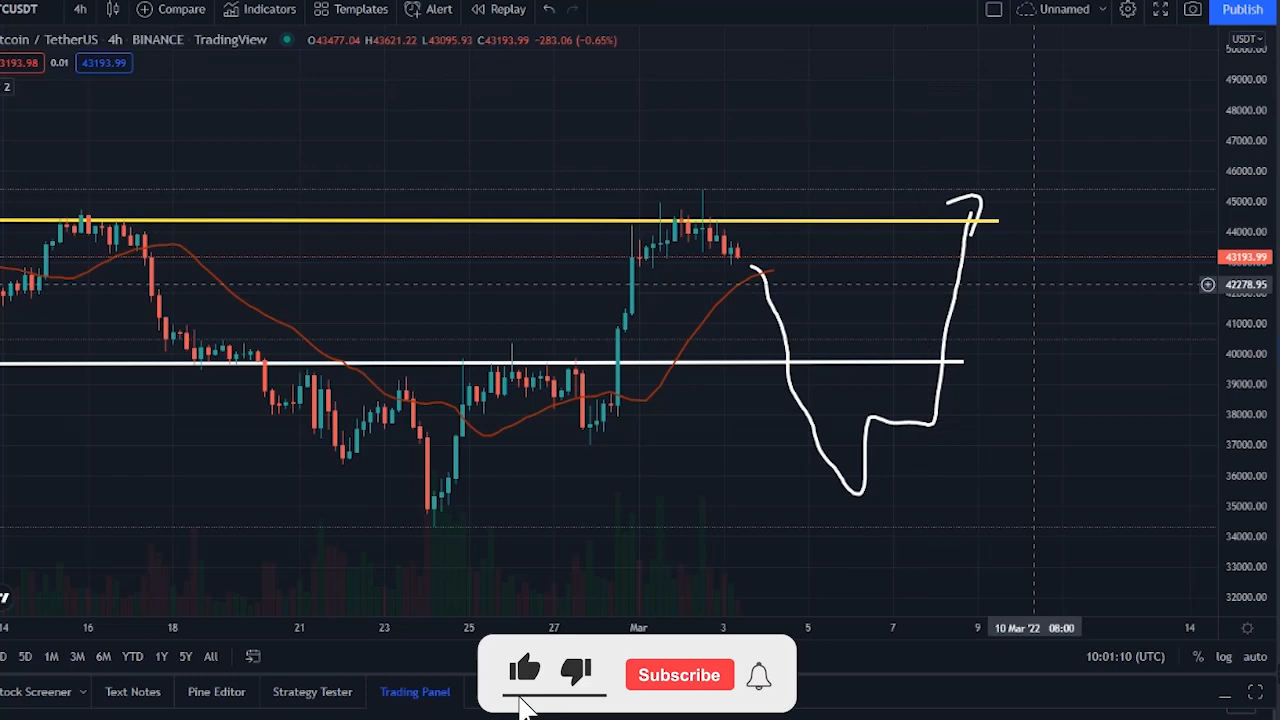 CUSDT 4h Compare Indicators Templates Alert Replay Unnamed Publish
tcoin / TetherUS · 4h · BINANCE · TradingView O43477.04 H43621.22 L43095.93 C43193.99 -283.06 (-0.65%) USDT
3193.98 0.01 43193.99
2
50000.00
49000.00
48000.00
47000.00
46000.00
45000.00
44000.00
43193.99
42278.95
41000.00
40000.00
39000.00
38000.00
37000.00
36000.00
35000.00
34000.00
33000.00
32000.00
14 16 18 21 23 25 27 Mar 3 5 7 9 10 Mar '22 08:00 14
D 5D 1M 3M 6M YTD 1Y 5Y All 10:01:10 (UTC) % log auto
Subscribe
tock Screener Text Notes Pine Editor Strategy Tester Trading Panel